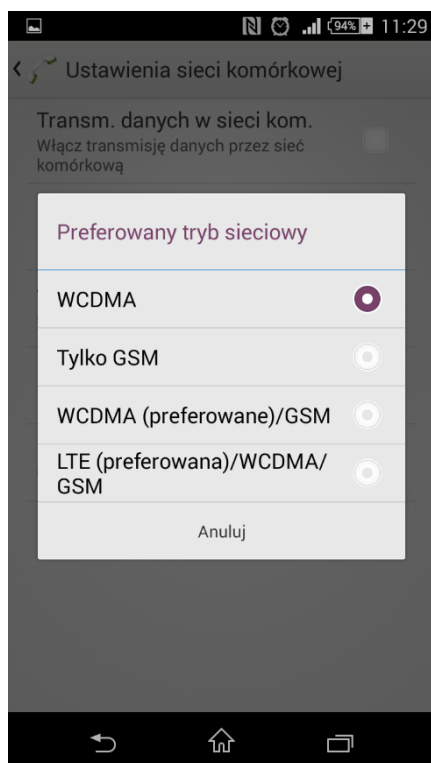 94% 11:29
Ustawienia sieci komórkowej
Transm. danych w sieci kom.
Włącz transmisję danych przez sieć
komórkową
Preferowany tryb sieciowy
WCDMA
Tylko GSM
WCDMA (preferowane)/GSM
LTE (preferowana)/WCDMA/
GSM
Anuluj